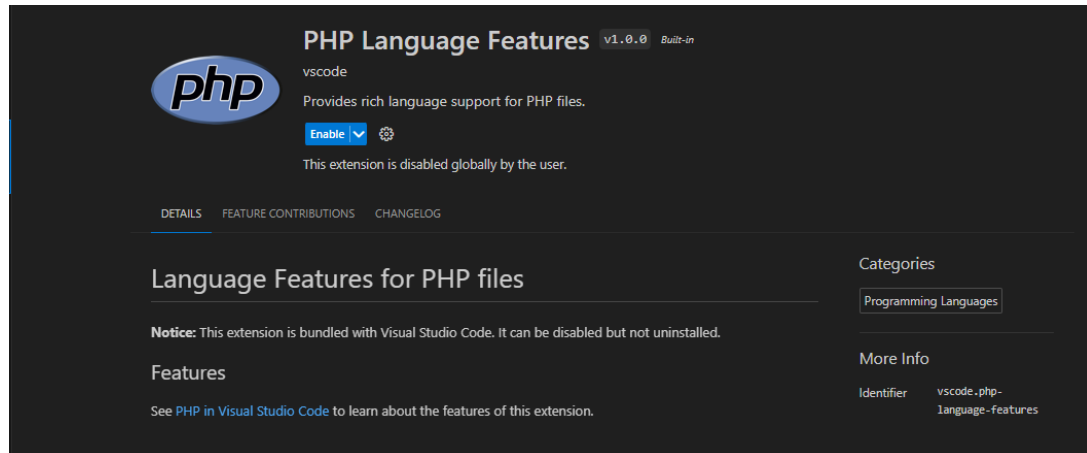 php
PHP Language Features v1.0.0 Built-in
vscode
Provides rich language support for PHP files.
Enable
This extension is disabled globally by the user.
DETAILS FEATURE CONTRIBUTIONS CHANGELOG
Language Features for PHP files
Notice: This extension is bundled with Visual Studio Code. It can be disabled but not uninstalled.
Features
See PHP in Visual Studio Code to learn about the features of this extension.
Categories
Programming Languages
More Info
Identifier vscode.php-
language-features